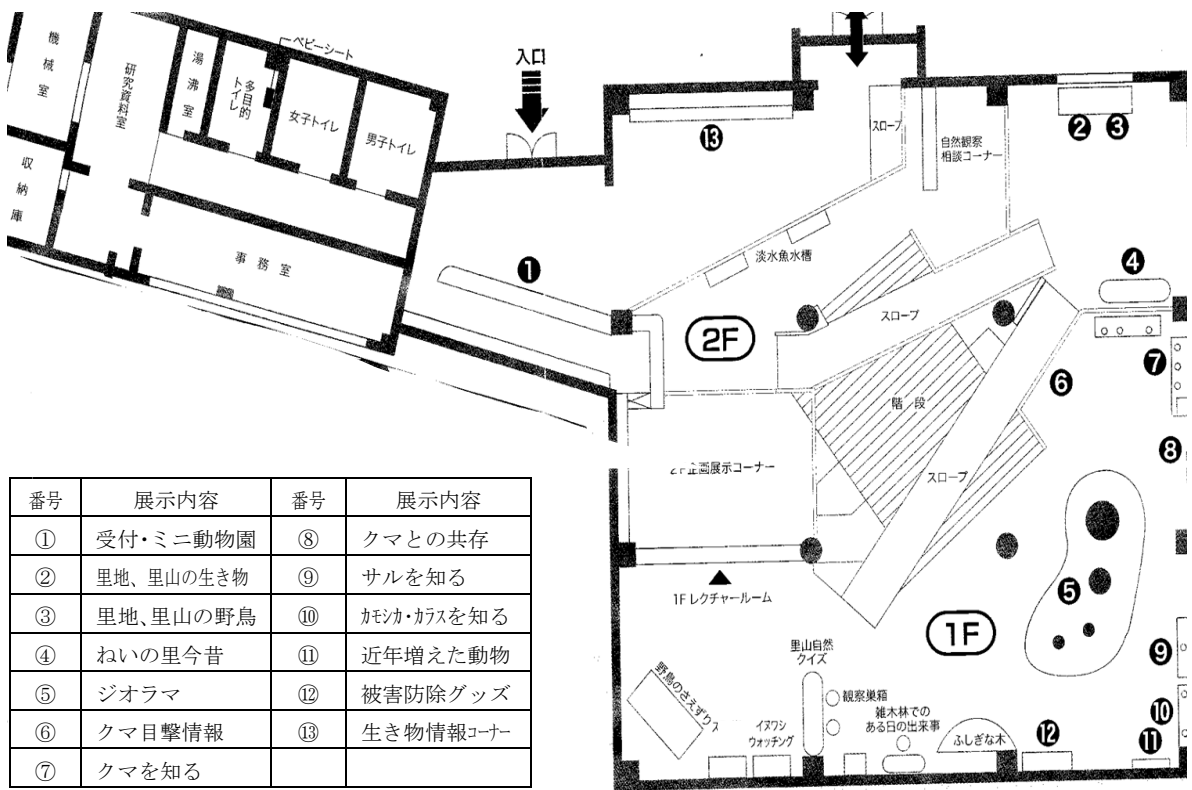 機械室
研究資料室
湯沸室
多目的
トイレ
ベビーシート
女子トイレ
男子トイレ
収納庫
事務室
入口
⓭
スロープ
自然観察
相談コーナー
❷ ❸
❶
淡水魚水槽
❹
2F
スロープ
❼
❻
階段
2F企画展示コーナー
スロープ
❽
1Fレクチャールーム
❺
1F
里山自然
クイズ
❾
野鳥のさえずりス
観察巣箱
雑木林での
ある日の出来事
イヌワシ
ウォッチング
ふしぎな木
⓬
❿
⓫
番号 展示内容 番号 展示内容
① 受付・ミニ動物園 ⑧ クマとの共存
② 里地、里山の生き物 ⑨ サルを知る
③ 里地、里山の野鳥 ⑩ カモシカ・カラスを知る
④ ねいの里今昔 ⑪ 近年増えた動物
⑤ ジオラマ ⑫ 被害防除グッズ
⑥ クマ目撃情報 ⑬ 生き物情報コーナー
⑦ クマを知る